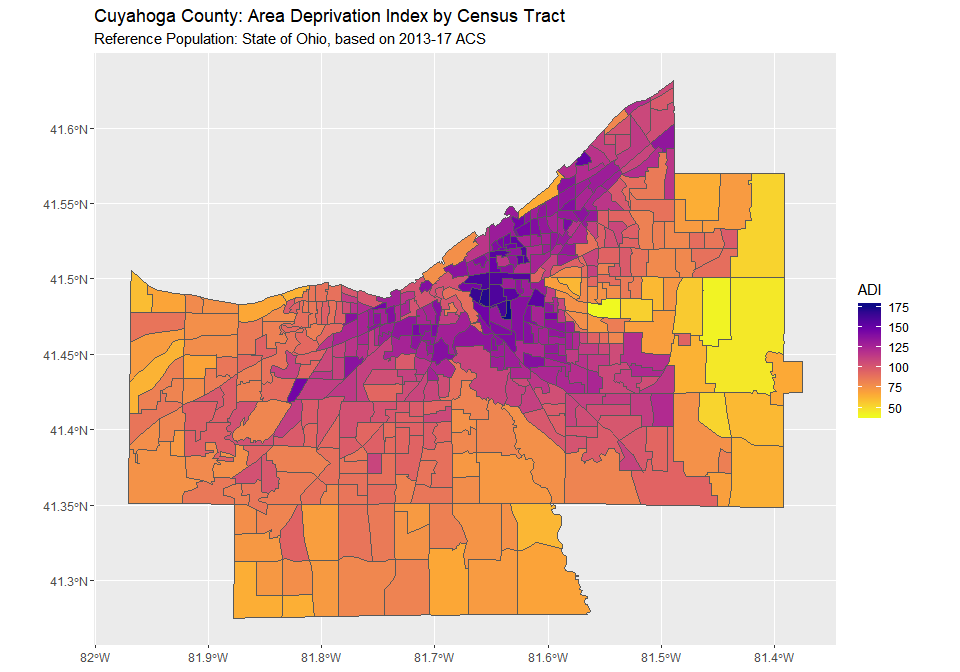 Cuyahoga County: Area Deprivation Index by Census Tract
Reference Population: State of Ohio, based on 2013-17 ACS
41.6°N
41.55°N
41.5°N
41.45°N
41.4°N
41.35°N
41.3°N
82°W
81.9°W
81.8°W
81.7°W
81.6°W
81.5°W
81.4°W
ADI
175
150
125
100
75
50